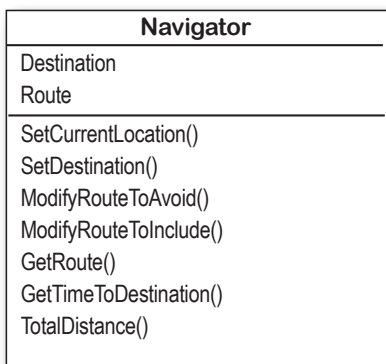 Navigator
Destination
Route
SetCurrentLocation()
SetDestination()
ModifyRouteToAvoid()
ModifyRouteToInclude()
GetRoute()
GetTimeToDestination()
TotalDistance()